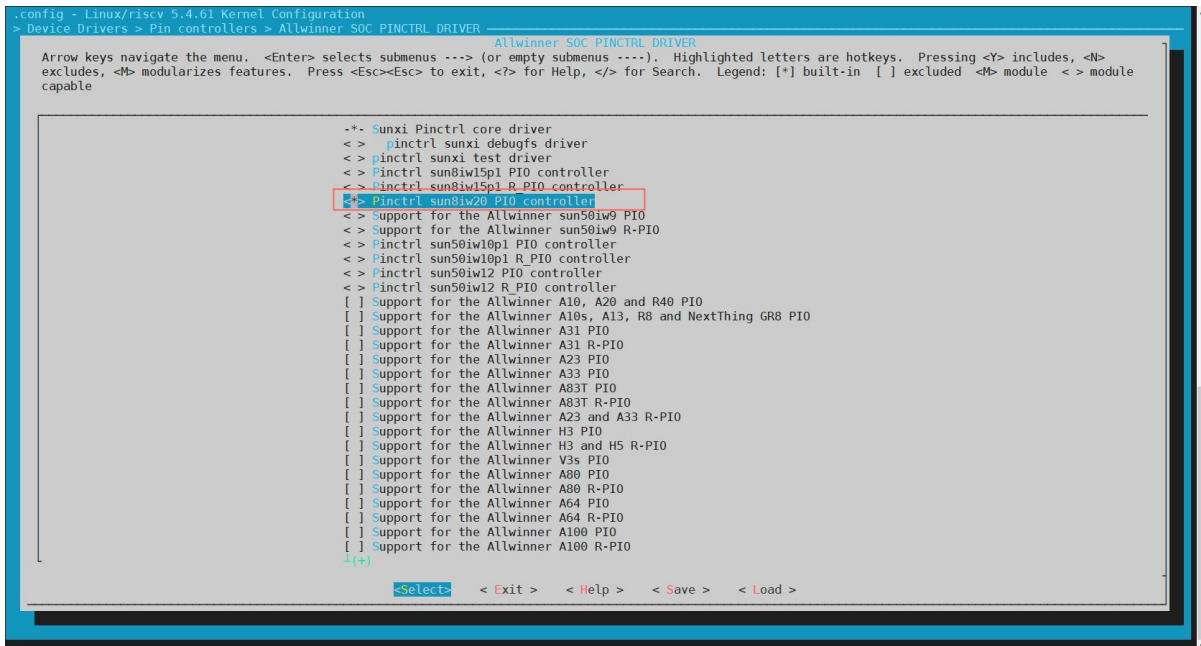 .config - Linux/riscv 5.4.61 Kernel Configuration
> Device Drivers > Pin controllers > Allwinner SOC PINCTRL DRIVER
Allwinner SOC PINCTRL DRIVER
Arrow keys navigate the menu.  <Enter> selects submenus ---> (or empty submenus ----).  Highlighted letters are hotkeys.  Pressing <Y> includes, <N>
excludes, <M> modularizes features.  Press <Esc><Esc> to exit, <?> for Help, </> for Search.  Legend: [*] built-in  [ ] excluded  <M> module  < > module
capable
-*- Sunxi Pinctrl core driver
< >   pinctrl sunxi debugfs driver
< > pinctrl sunxi test driver
< > Pinctrl sun8iw15p1 PIO controller
< > Pinctrl sun8iw15p1 R_PIO controller
<*> Pinctrl sun8iw20 PIO controller
< > Support for the Allwinner sun50iw9 PIO
< > Support for the Allwinner sun50iw9 R-PIO
< > Pinctrl sun50iw10p1 PIO controller
< > Pinctrl sun50iw10p1 R_PIO controller
< > Pinctrl sun50iw12 PIO controller
< > Pinctrl sun50iw12 R_PIO controller
[ ] Support for the Allwinner A10, A20 and R40 PIO
[ ] Support for the Allwinner A10s, A13, R8 and NextThing GR8 PIO
[ ] Support for the Allwinner A31 PIO
[ ] Support for the Allwinner A31 R-PIO
[ ] Support for the Allwinner A23 PIO
[ ] Support for the Allwinner A33 PIO
[ ] Support for the Allwinner A83T PIO
[ ] Support for the Allwinner A83T R-PIO
[ ] Support for the Allwinner A23 and A33 R-PIO
[ ] Support for the Allwinner H3 PIO
[ ] Support for the Allwinner H3 and H5 R-PIO
[ ] Support for the Allwinner V3s PIO
[ ] Support for the Allwinner A80 PIO
[ ] Support for the Allwinner A80 R-PIO
[ ] Support for the Allwinner A64 PIO
[ ] Support for the Allwinner A64 R-PIO
[ ] Support for the Allwinner A100 PIO
[ ] Support for the Allwinner A100 R-PIO
┴(+)
<Select>    < Exit >    < Help >    < Save >    < Load >